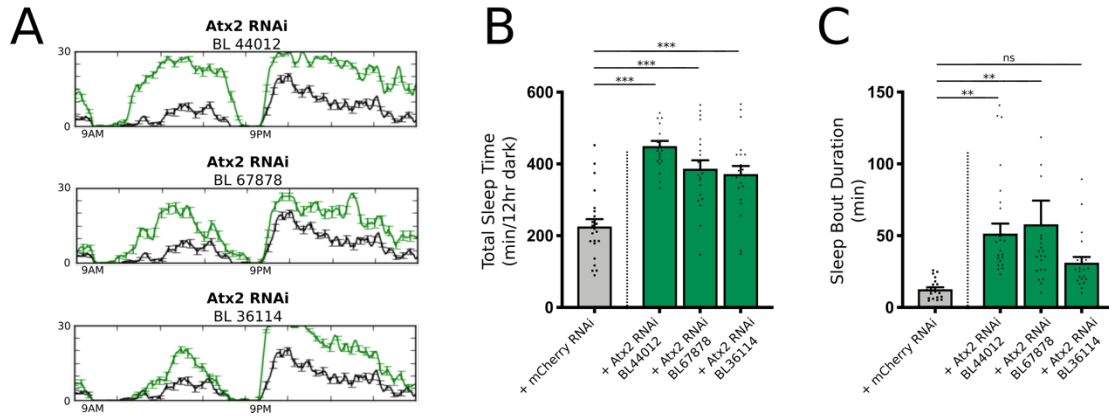 A
Atx2 RNAi
BL 44012
30
0
9AM
9PM
Atx2 RNAi
BL 67878
30
0
9AM
9PM
Atx2 RNAi
BL 36114
30
0
9AM
9PM
B
***
***
***
Total Sleep Time
(min/12hr dark)
600
400
200
0
+ mCherry RNAi
+ Atx2 RNAi
BL44012
+ Atx2 RNAi
BL67878
+ Atx2 RNAi
BL36114
C
ns
**
**
Sleep Bout Duration
(min)
150
100
50
0
+ mCherry RNAi
+ Atx2 RNAi
BL44012
+ Atx2 RNAi
BL67878
+ Atx2 RNAi
BL36114